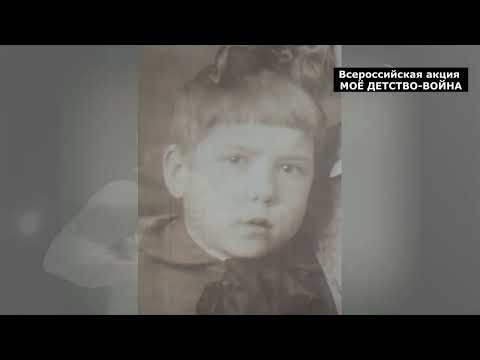 Всероссийская акция
МОЁ ДЕТСТВО-ВОЙНА